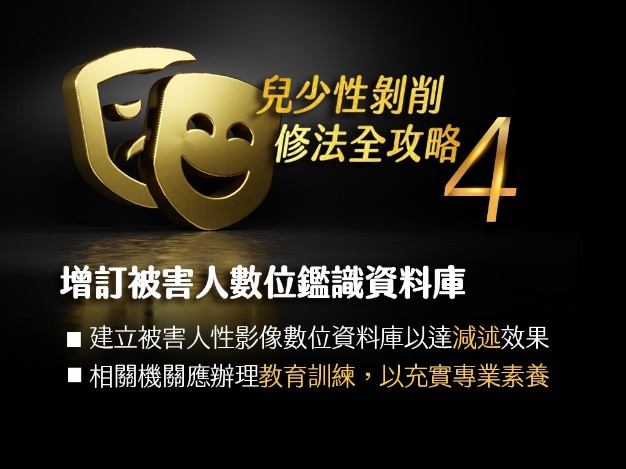 兒少性剝削
修法全攻略4
增訂被害人數位鑑識資料庫
■ 建立被害人性影像數位資料庫以達減述效果
■ 相關機關應辦理教育訓練，以充實專業素養